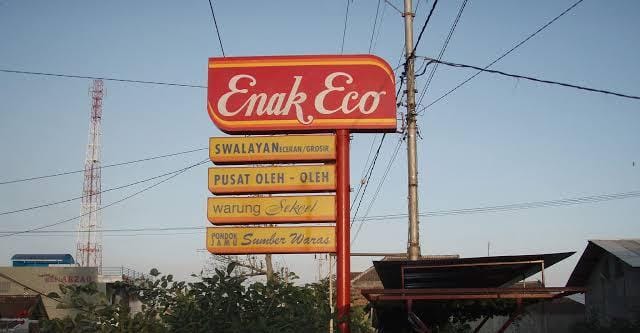 Enak Eco
SWALAYAN ECERAN/GROSIR
PUSAT OLEH - OLEH
warung Sekeel
PONDOK
JAMU Sumber Waras